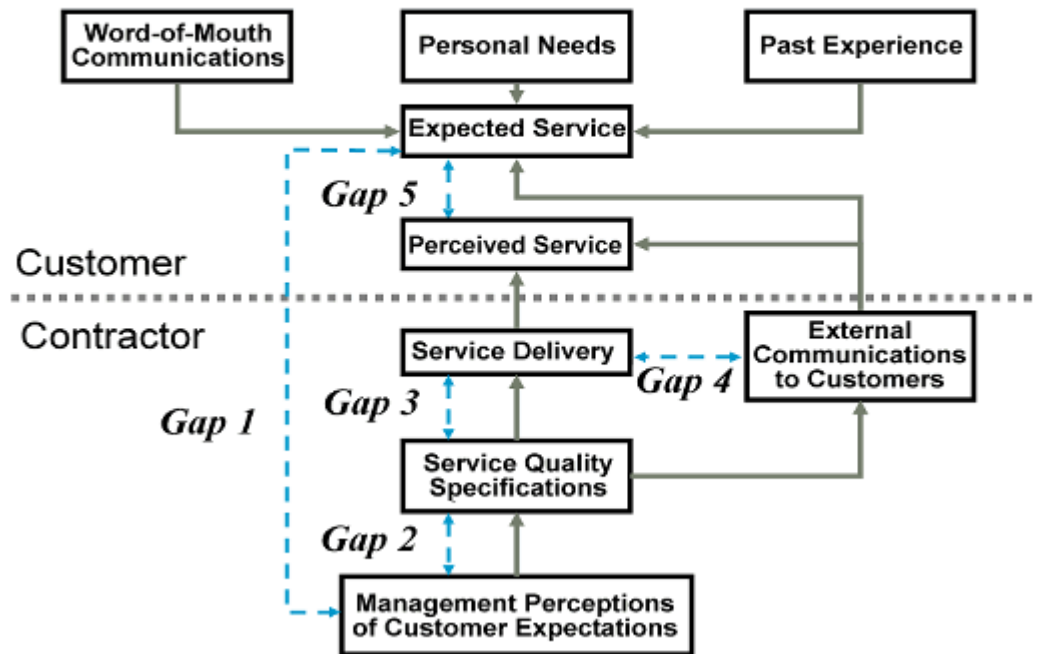 Word-of-Mouth
Communications
Personal Needs
Past Experience
Expected Service
Gap 5
Perceived Service
Customer
Contractor
Service Delivery
External
Communications
to Customers
Gap 4
Gap 3
Gap 1
Service Quality
Specifications
Gap 2
Management Perceptions
of Customer Expectations